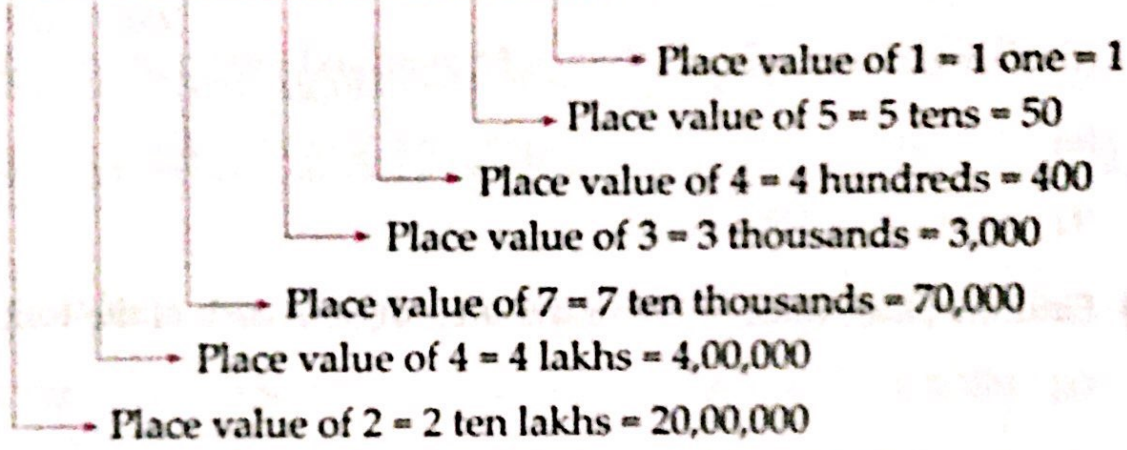 Place value of 1 = 1 one = 1
Place value of 5 = 5 tens = 50
Place value of 4 = 4 hundreds = 400
Place value of 3 = 3 thousands = 3,000
Place value of 7 = 7 ten thousands = 70,000
Place value of 4 = 4 lakhs = 4,00,000
Place value of 2 = 2 ten lakhs = 20,00,000